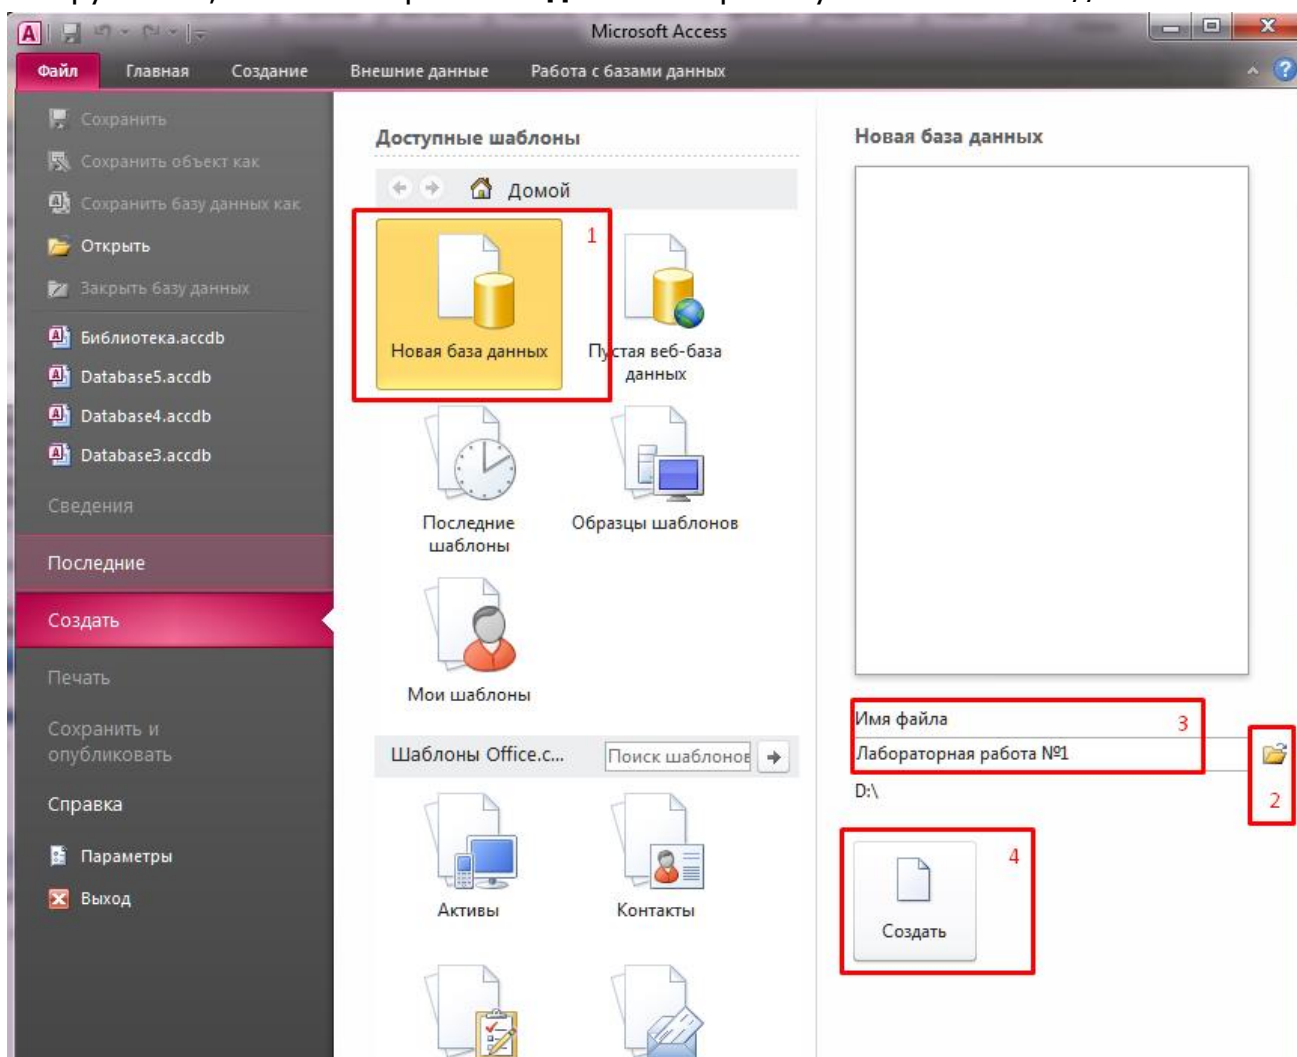 Microsoft Access
Файл Главная Создание Внешние данные Работа с базами данных
Сохранить
Сохранить объект как
Сохранить базу данных как
Открыть
Закрыть базу данных
Библиотека.accdb
Database5.accdb
Database4.accdb
Database3.accdb
Сведения
Последние
Создать
Печать
Сохранить и
опубликовать
Справка
Параметры
Выход
Доступные шаблоны
Домой
1
Новая база данных
Пустая веб-база
данных
Последние
шаблоны
Образцы шаблонов
Мои шаблоны
Шаблоны Office.c...
Поиск шаблонов
Активы
Контакты
Новая база данных
Имя файла
3
Лабораторная работа №1
D:\
2
4
Создать